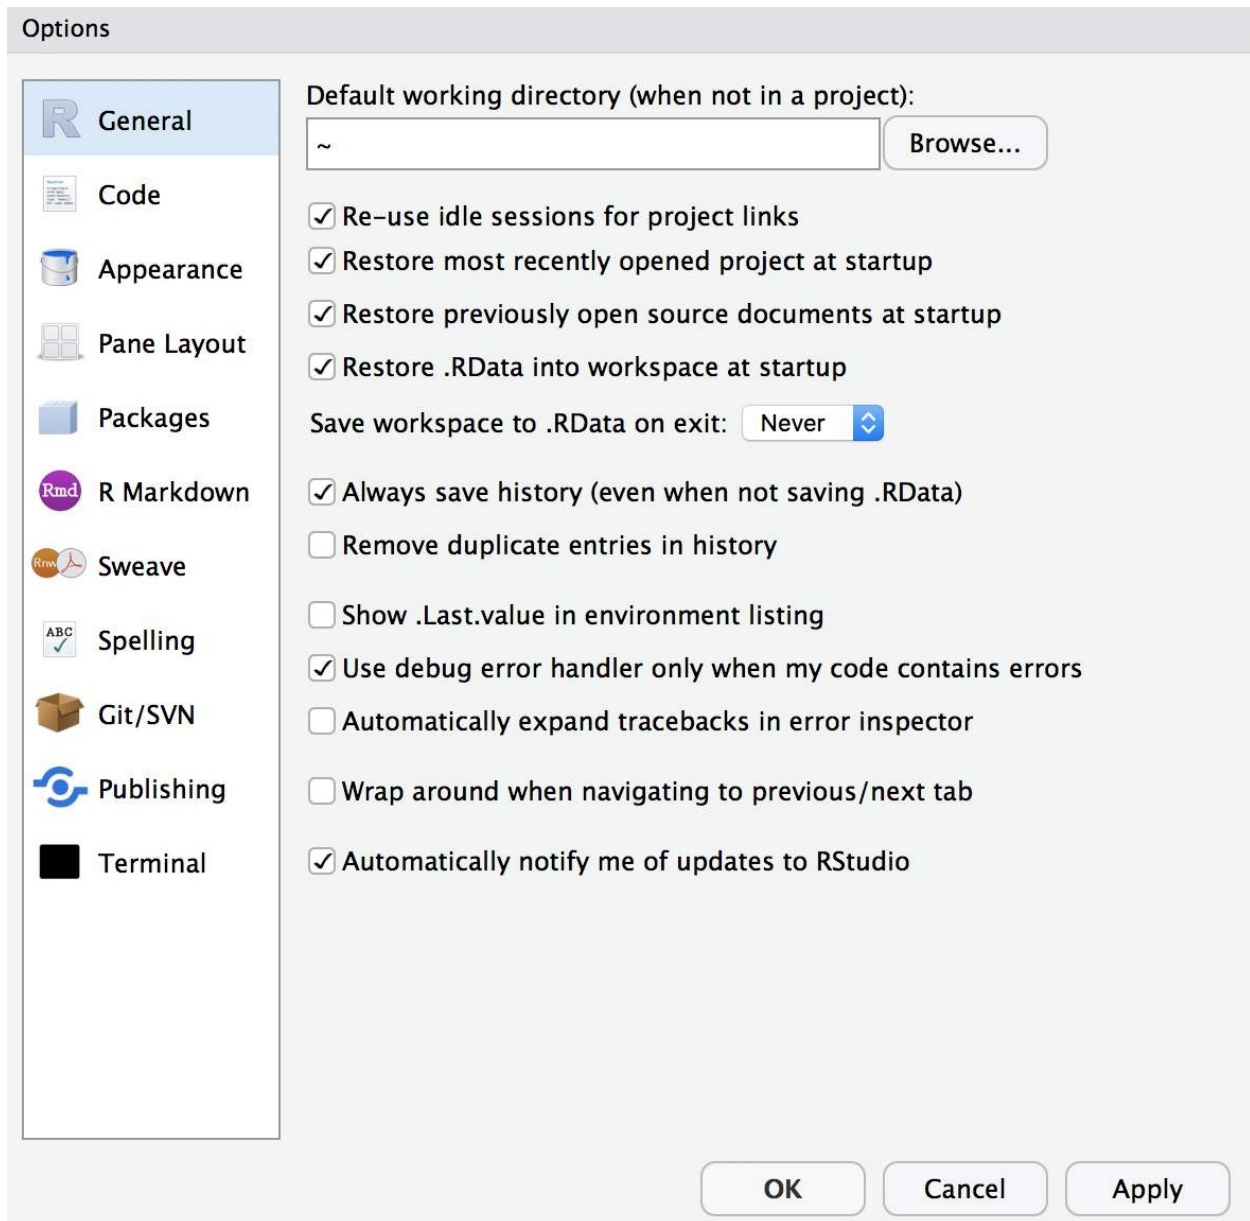 Options
General
Code
Appearance
Pane Layout
Packages
Rmd R Markdown
Rnw Sweave
ABC Spelling
Git/SVN
Publishing
Terminal
Default working directory (when not in a project):
~ Browse...
Re-use idle sessions for project links
Restore most recently opened project at startup
Restore previously open source documents at startup
Restore .RData into workspace at startup
Save workspace to .RData on exit: Never
Always save history (even when not saving .RData)
Remove duplicate entries in history
Show .Last.value in environment listing
Use debug error handler only when my code contains errors
Automatically expand tracebacks in error inspector
Wrap around when navigating to previous/next tab
Automatically notify me of updates to RStudio
OK Cancel Apply